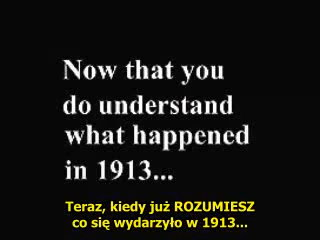 Now that you
do understand
what happened
in 1913...
Teraz, kiedy już ROZUMIESZ
co się wydarzyło w 1913...